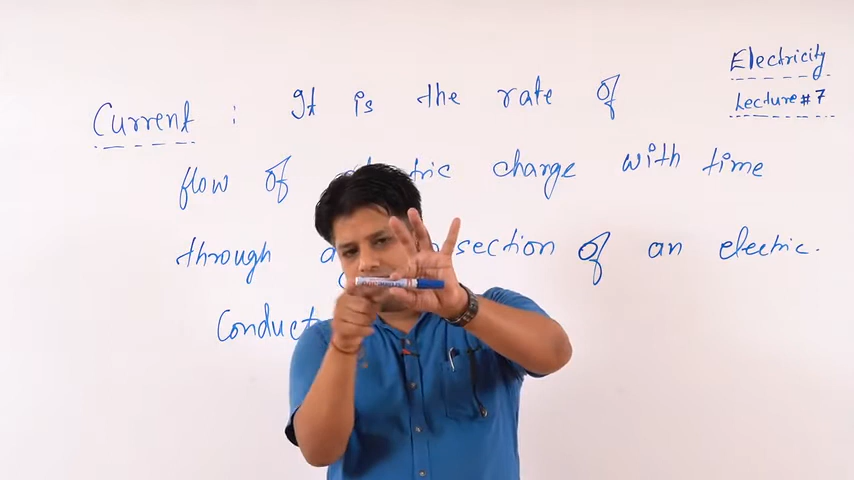 Electricity
Lecture #7
Current : It is the rate of
flow of charge with time
through section of an electric.